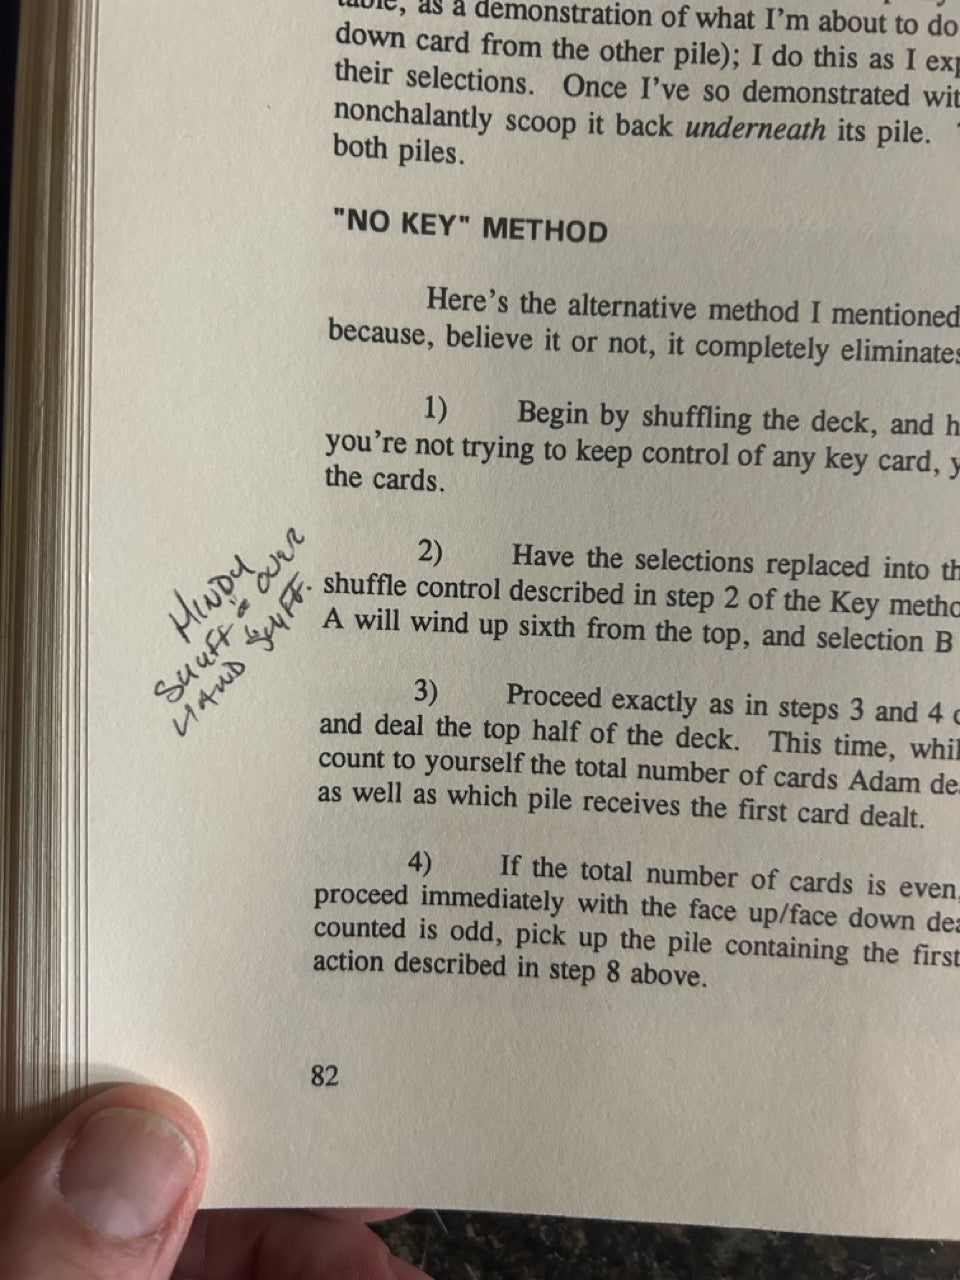 table, as a demonstration of what I'm about to do
down card from the other pile); I do this as I exp
their selections. Once I've so demonstrated wit
nonchalantly scoop it back underneath its pile.
both piles.
"NO KEY" METHOD
Here's the alternative method I mentioned
because, believe it or not, it completely eliminates
1) Begin by shuffling the deck, and h
you're not trying to keep control of any key card, y
the cards.
2) Have the selections replaced into th
shuffle control described in step 2 of the Key metho
A will wind up sixth from the top, and selection B
HINDU
SHUFF & OVER
HAND
3) Proceed exactly as in steps 3 and 4 o
and deal the top half of the deck. This time, whil
count to yourself the total number of cards Adam de
as well as which pile receives the first card dealt.
4) If the total number of cards is even,
proceed immediately with the face up/face down dea
counted is odd, pick up the pile containing the first
action described in step 8 above.
82